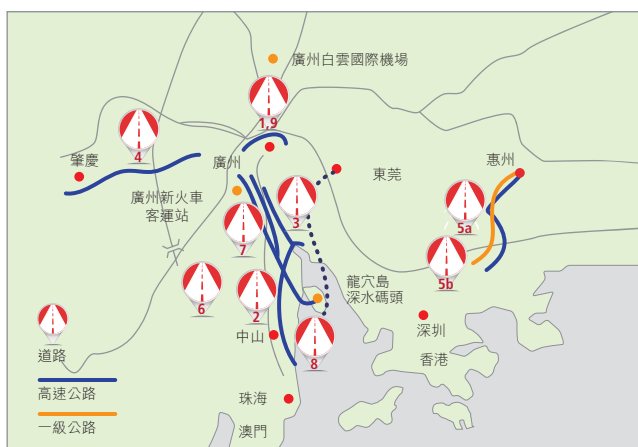 廣州白雲國際機場
1,9
4
肇慶
廣州
東莞
惠州
廣州新火車
客運站
3
5a
7
5b
6
2
龍穴島
深水碼頭
中山
8
深圳
道路
香港
高速公路
珠海
一級公路
澳門